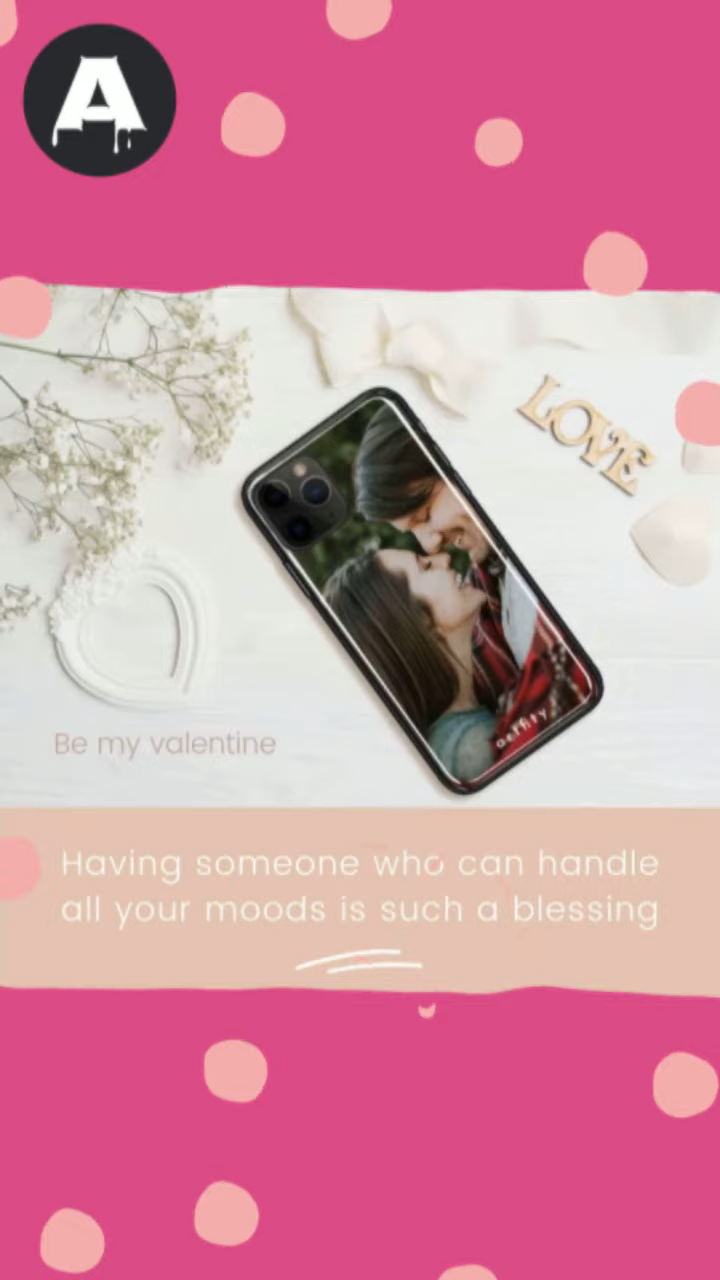 A
LOVE
Be my valentine
Having someone who can handle
all your moods is such a blessing